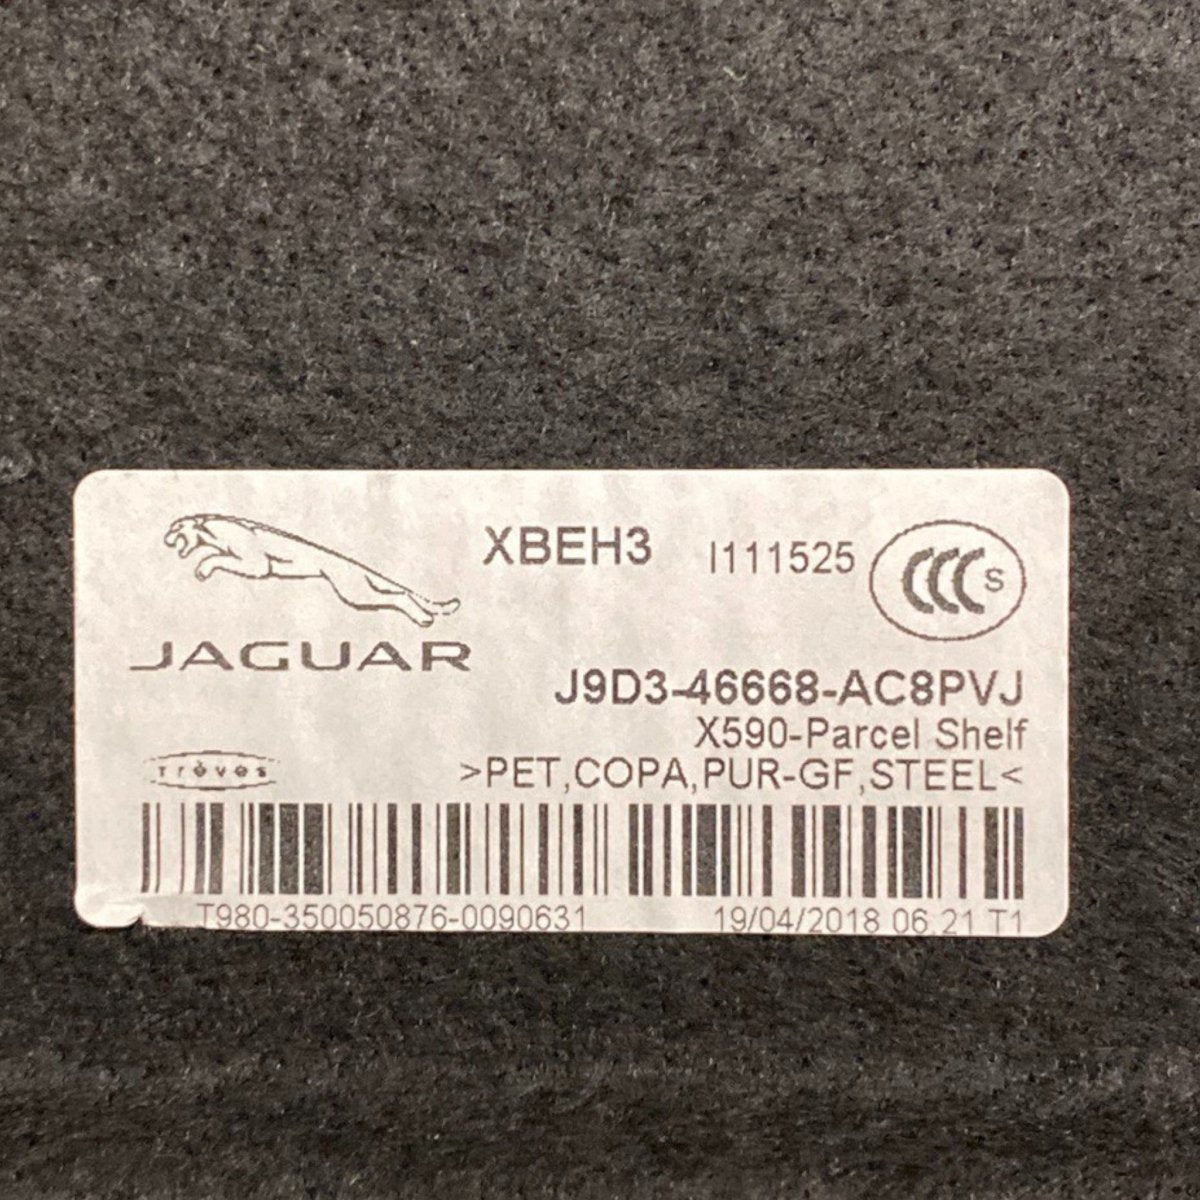 XBEH3 I111525 CCC S
JAGUAR
J9D3-46668-AC8PVJ
X590-Parcel Shelf
Trèves >PET,COPA,PUR-GF,STEEL<
T980-350050876-0090631 19/04/2018 06.21 T1